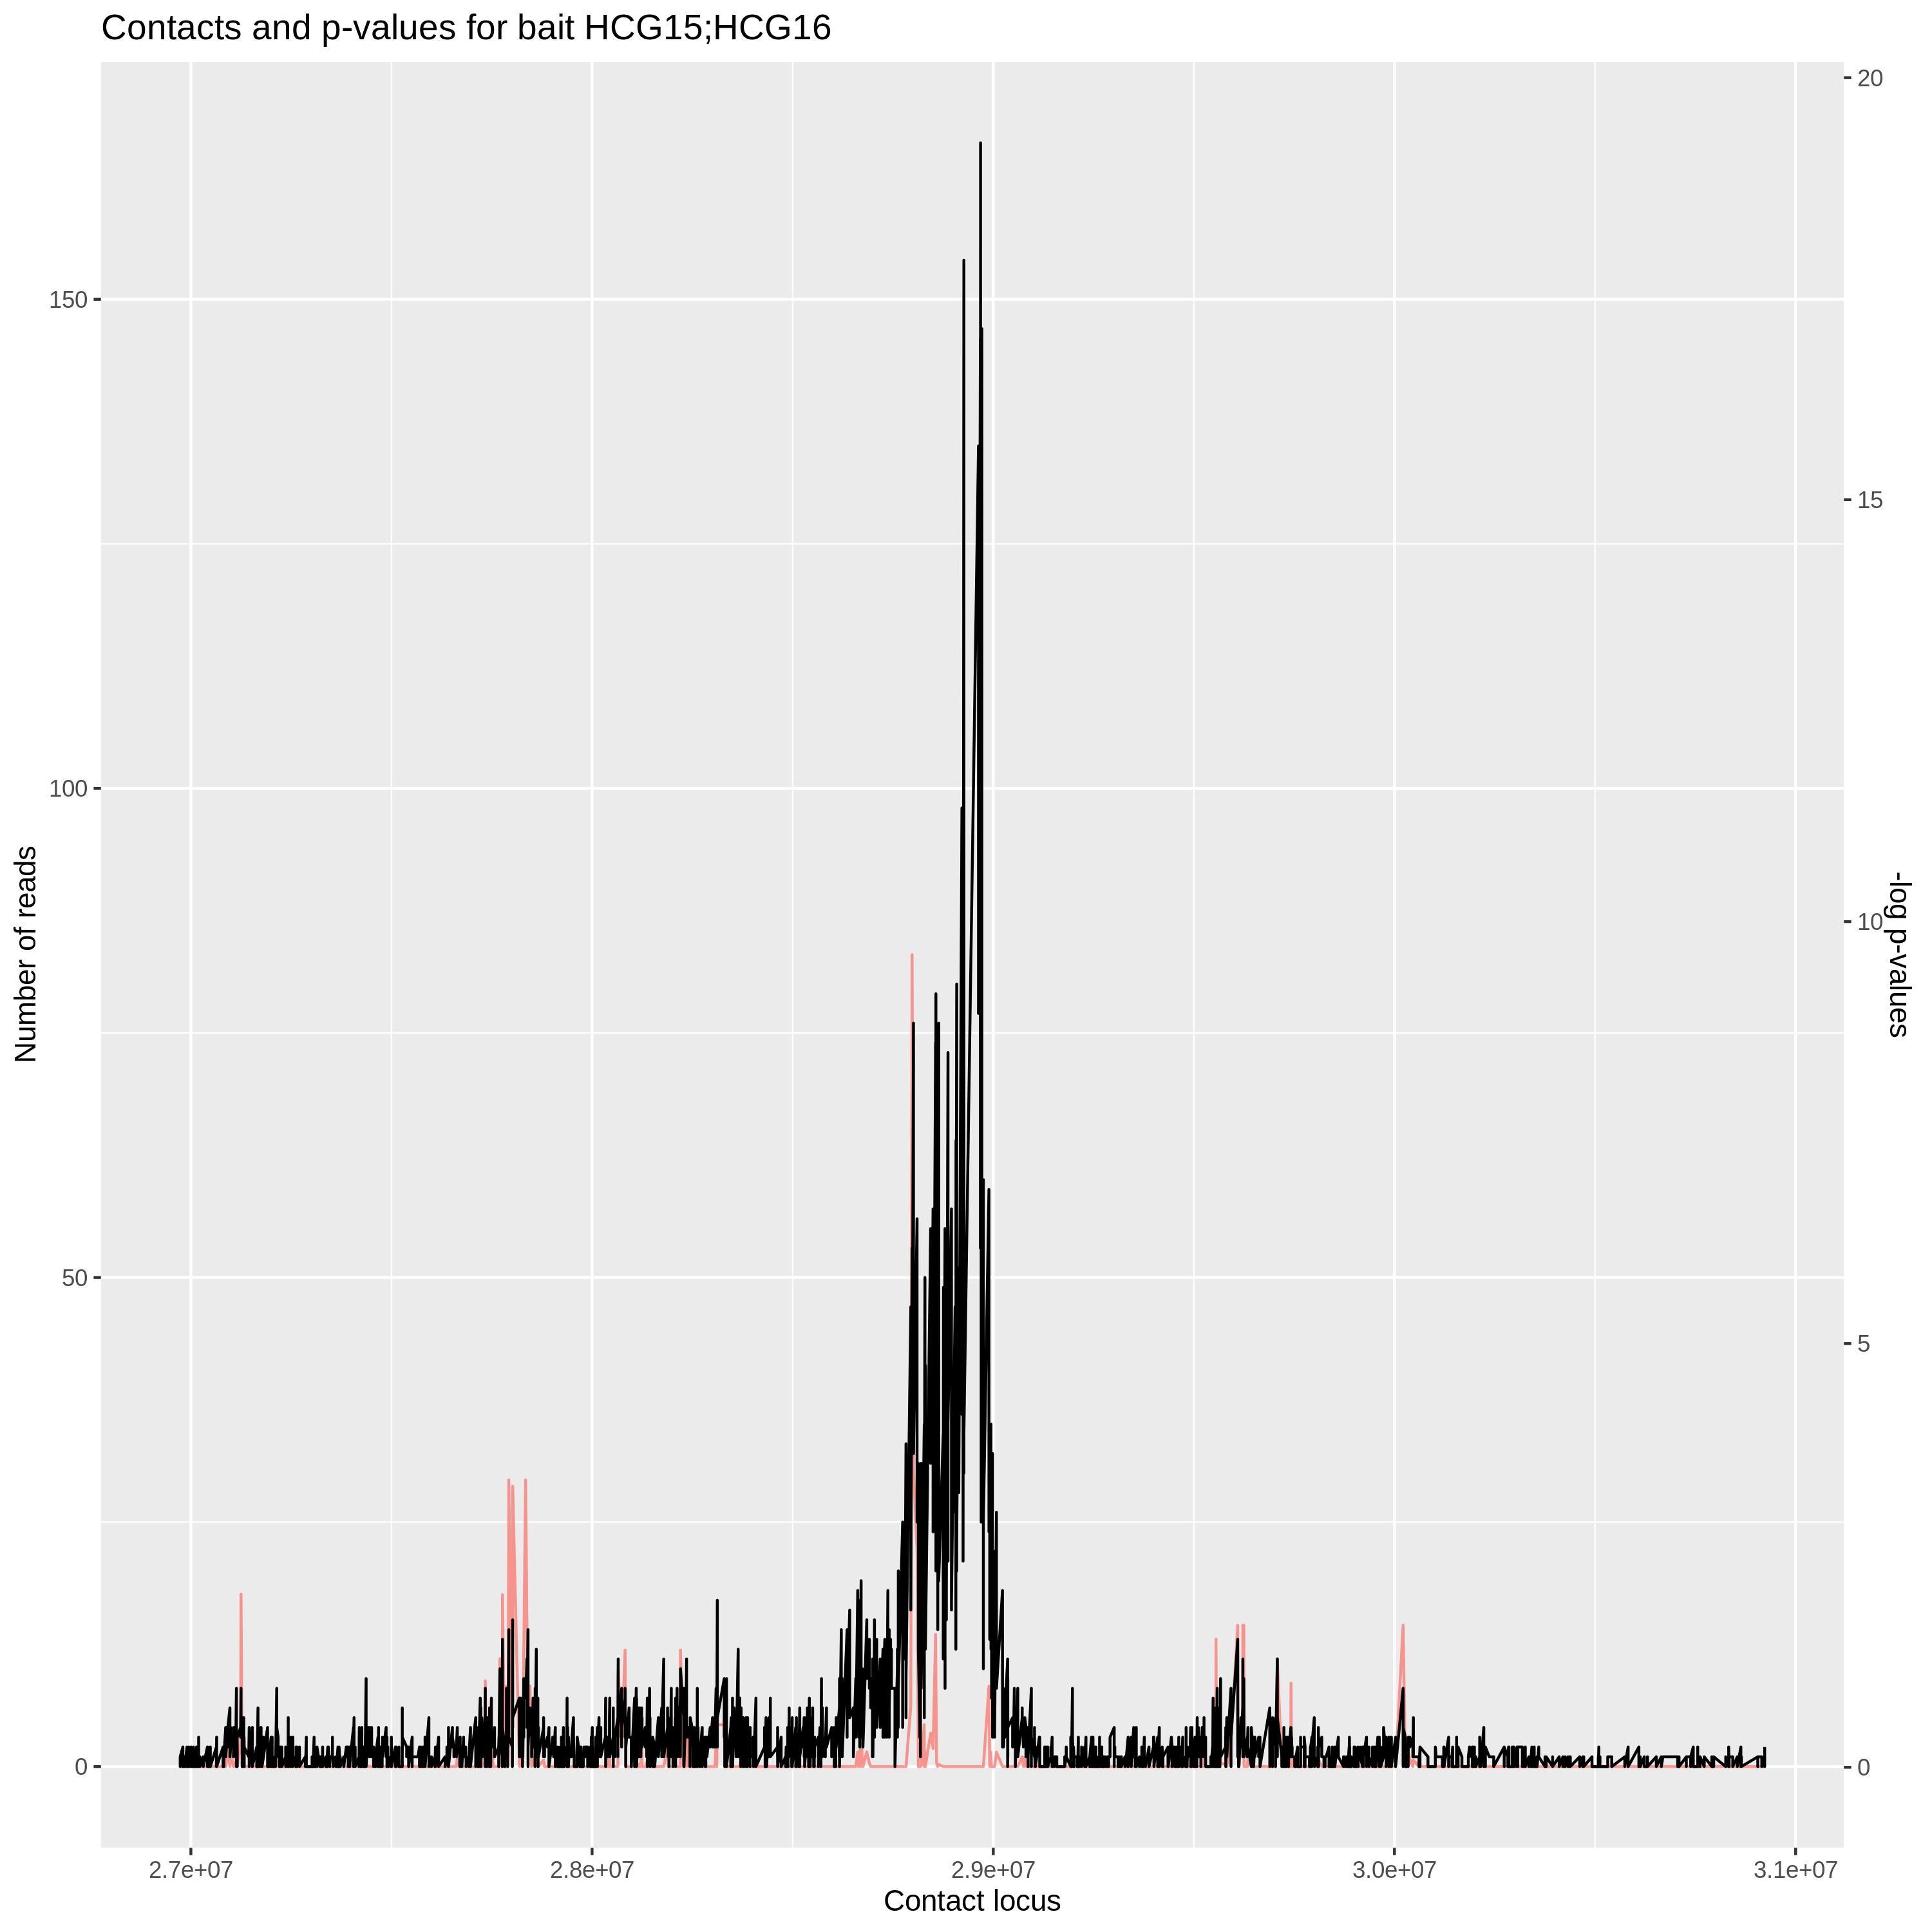 Contacts and p-values for bait HCG15;HCG16
20
150
15
100
10
50
5
0
0
Number of reads
-log p-values
2.7e+07 2.8e+07 2.9e+07 3.0e+07 3.1e+07
Contact locus